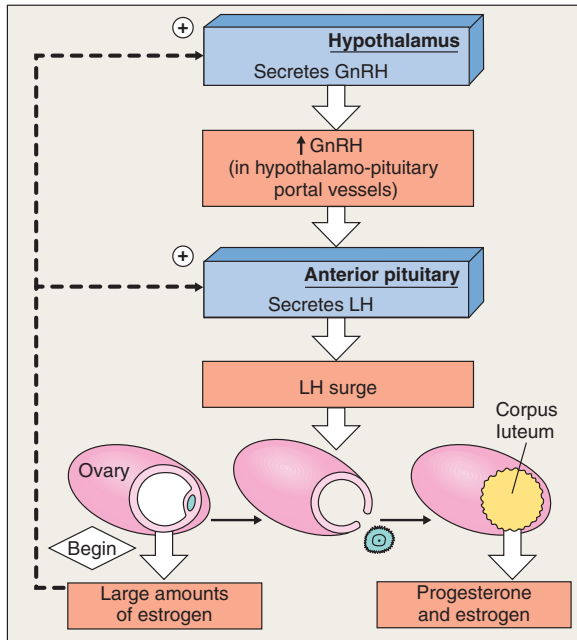 +
Hypothalamus
Secretes GnRH
↑ GnRH
(in hypothalamo-pituitary
portal vessels)
+
Anterior pituitary
Secretes LH
LH surge
Corpus
luteum
Ovary
Begin
Large amounts
of estrogen
Progesterone
and estrogen